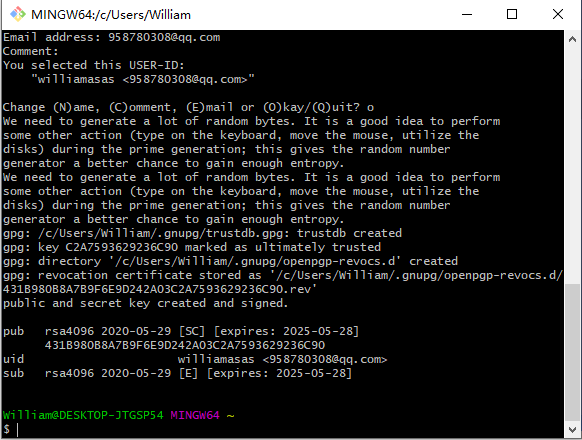 MINGW64:/c/Users/William
Email address: 958780308@qq.com
Comment:
You selected this USER-ID:
    "williamasas <958780308@qq.com>"

Change (N)ame, (C)omment, (E)mail or (O)kay/(Q)uit? o
We need to generate a lot of random bytes. It is a good idea to perform
some other action (type on the keyboard, move the mouse, utilize the
disks) during the prime generation; this gives the random number
generator a better chance to gain enough entropy.
We need to generate a lot of random bytes. It is a good idea to perform
some other action (type on the keyboard, move the mouse, utilize the
disks) during the prime generation; this gives the random number
generator a better chance to gain enough entropy.
gpg: /c/Users/William/.gnupg/trustdb.gpg: trustdb created
gpg: key C2A7593629236C90 marked as ultimately trusted
gpg: directory '/c/Users/William/.gnupg/openpgp-revocs.d' created
gpg: revocation certificate stored as '/c/Users/William/.gnupg/openpgp-revocs.d/
431B980B8A7B9F6E9D242A03C2A7593629236C90.rev'
public and secret key created and signed.

pub   rsa4096 2020-05-29 [SC] [expires: 2025-05-28]
      431B980B8A7B9F6E9D242A03C2A7593629236C90
uid                      williamasas <958780308@qq.com>
sub   rsa4096 2020-05-29 [E] [expires: 2025-05-28]

William@DESKTOP-JTGSP54 MINGW64 ~
$